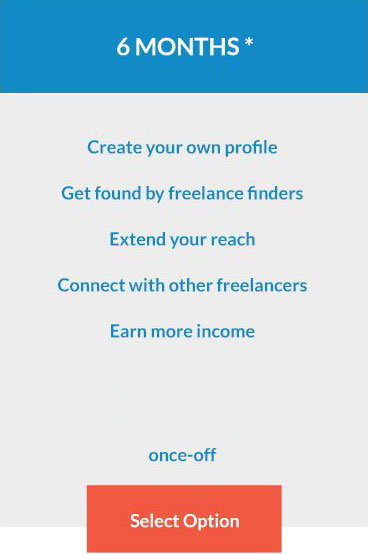 6 MONTHS *
Create your own profile
Get found by freelance finders
Extend your reach
Connect with other freelancers
Earn more income
once-off
Select Option